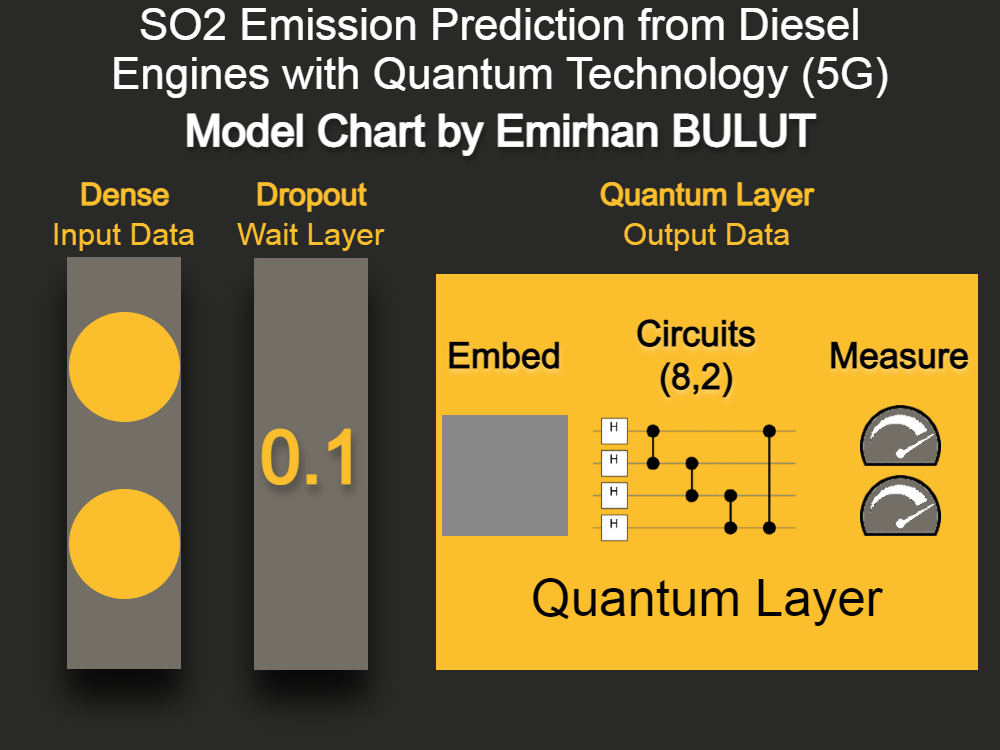 SO2 Emission Prediction from Diesel
Engines with Quantum Technology (5G)
Model Chart by Emirhan BULUT
Dense
Input Data
Dropout
Wait Layer
Quantum Layer
Output Data
0.1
Embed
Circuits
(8,2)
Measure
H
H
H
H
Quantum Layer